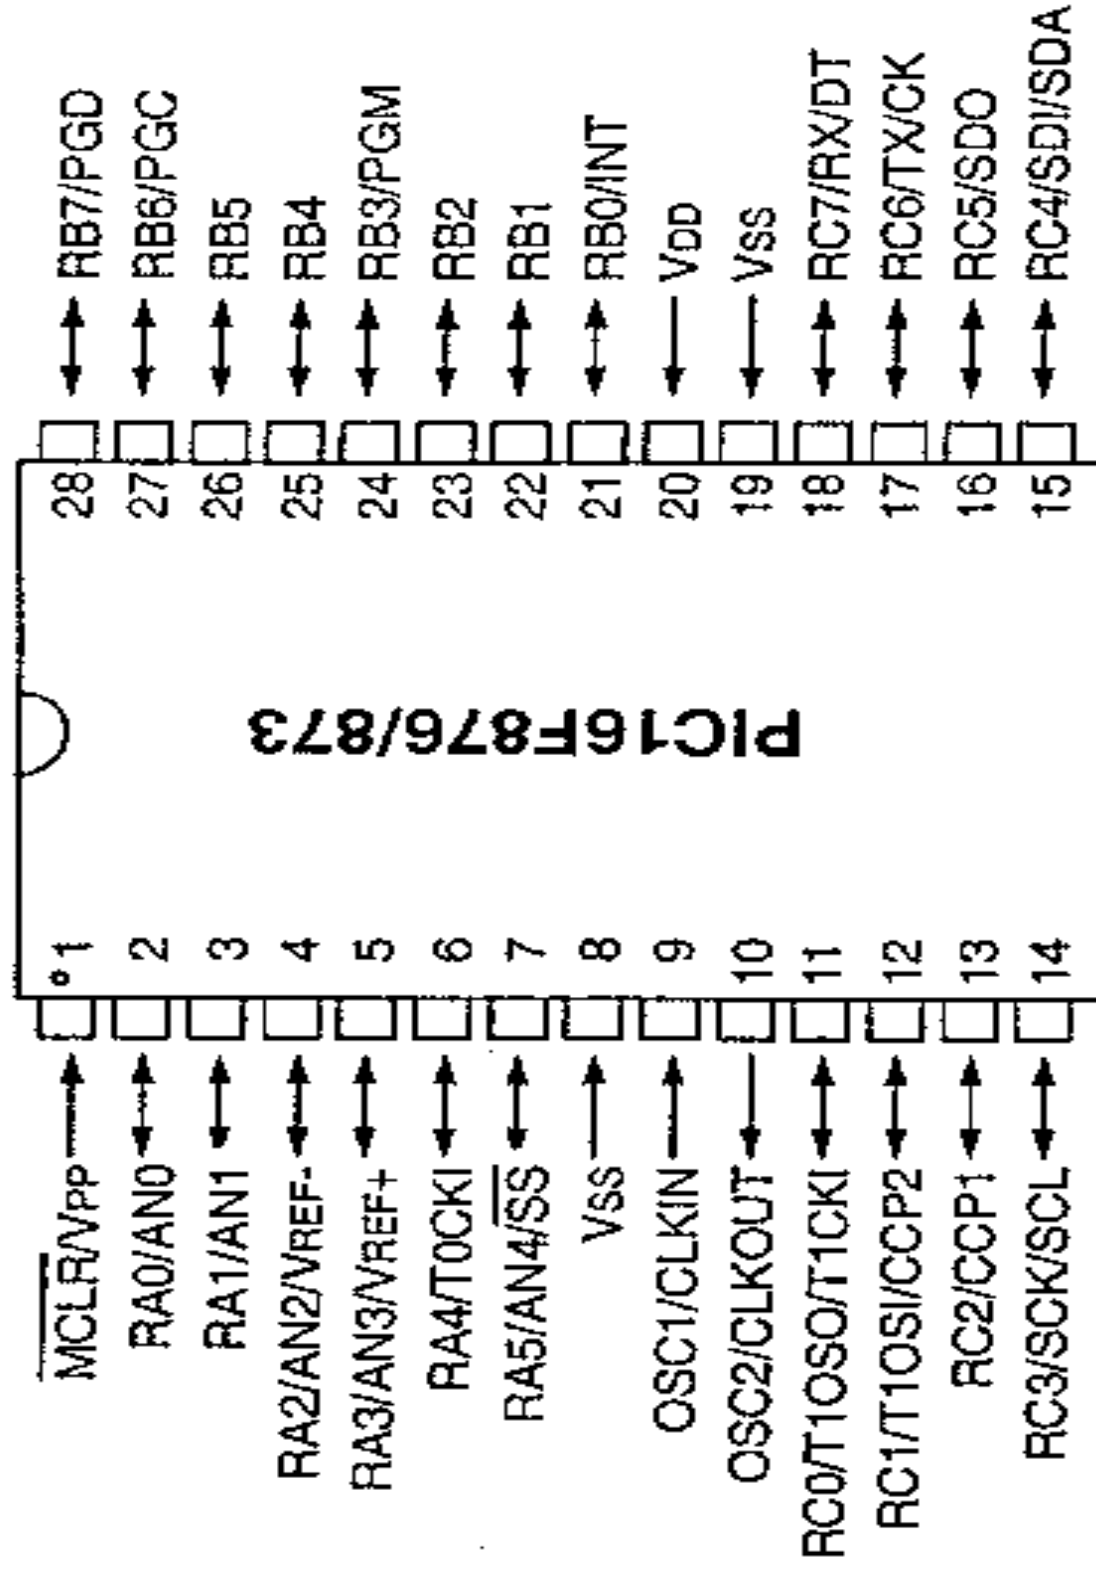 MCLR/VPP
RA0/AN0
RA1/AN1
RA2/AN2/VREF-
RA3/AN3/VREF+
RA4/T0CKI
RA5/AN4/SS
VSS
OSC1/CLKIN
OSC2/CLKOUT
RC0/T1OSO/T1CKI
RC1/T1OSI/CCP2
RC2/CCP1
RC3/SCK/SCL
1
2
3
4
5
6
7
8
9
10
11
12
13
14
PIC16F876/873
28
27
26
25
24
23
22
21
20
19
18
17
16
15
RB7/PGD
RB6/PGC
RB5
RB4
RB3/PGM
RB2
RB1
RB0/INT
VDD
VSS
RC7/RX/DT
RC6/TX/CK
RC5/SDO
RC4/SDI/SDA